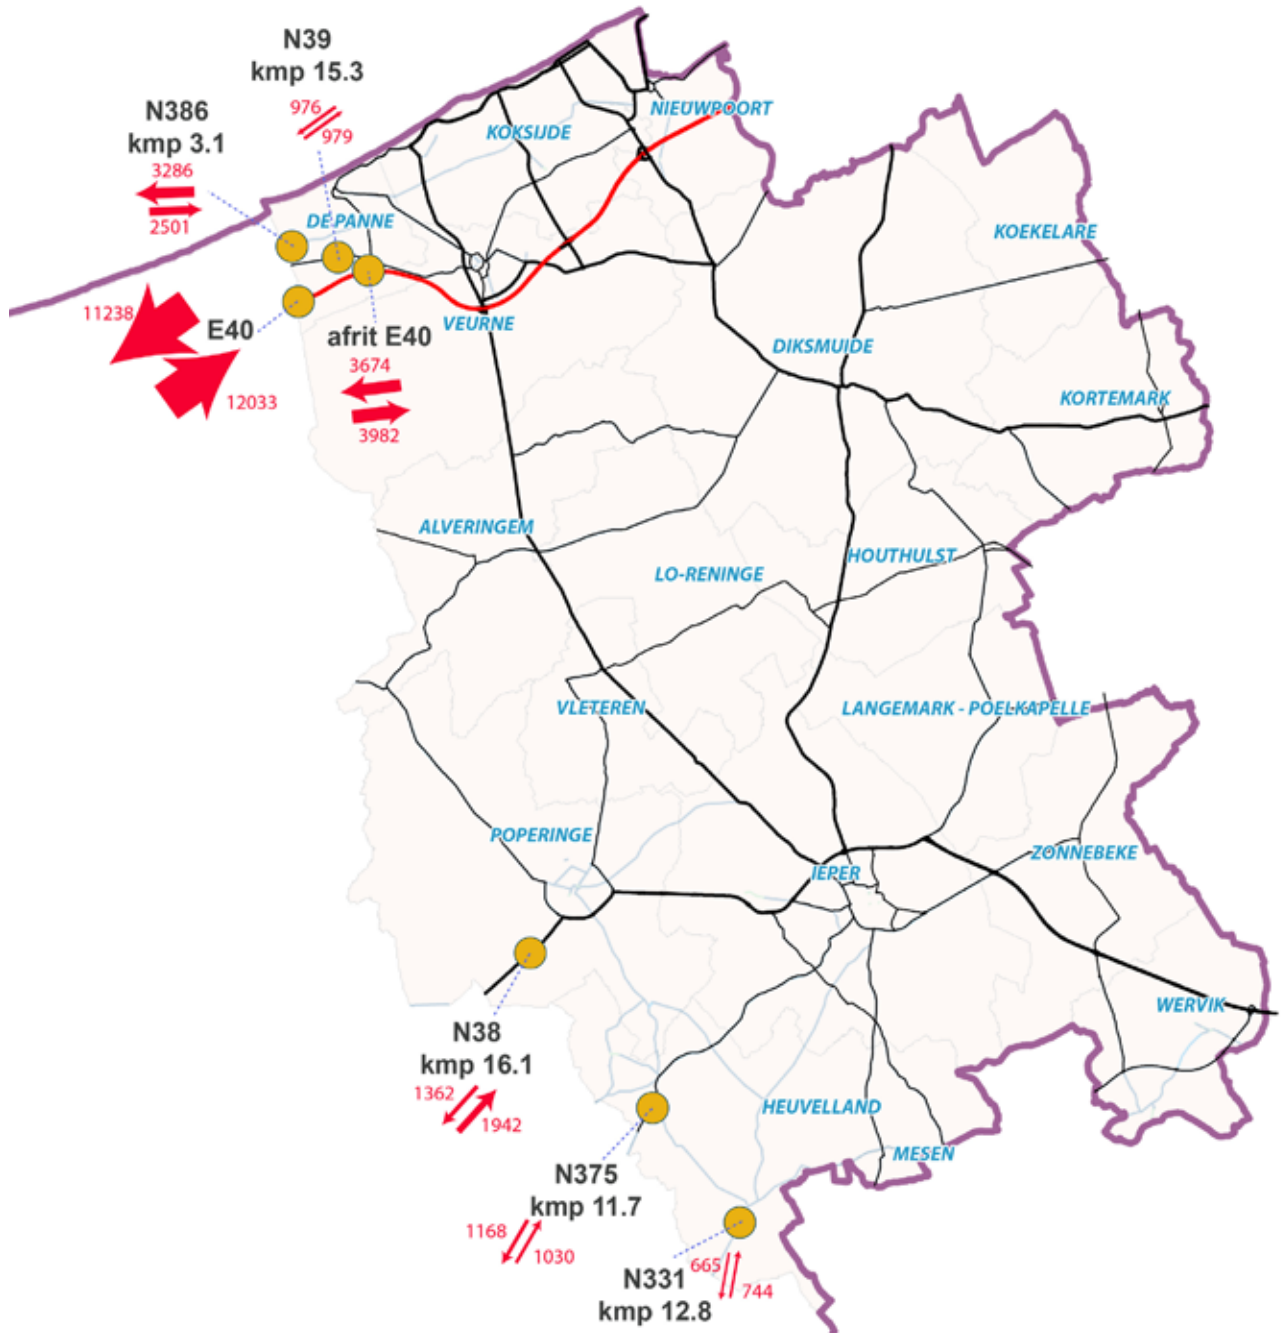 N39
kmp 15.3
976
979
N386
kmp 3.1
3286
2501
NIEUWPOORT
KOKSIJDE
DE PANNE
KOEKELARE
11238
E40
12033
afrit E40
3674
3982
VEURNE
DIKSMUIDE
KORTEMARK
ALVERINGEM
LO-RENINGE
HOUTHULST
VLETEREN
LANGEMARK - POELKAPELLE
POPERINGE
IEPER
ZONNEBEKE
WERVIK
N38
kmp 16.1
1362
1942
HEUVELLAND
MESEN
N375
kmp 11.7
1168
1030
N331
kmp 12.8
665
744